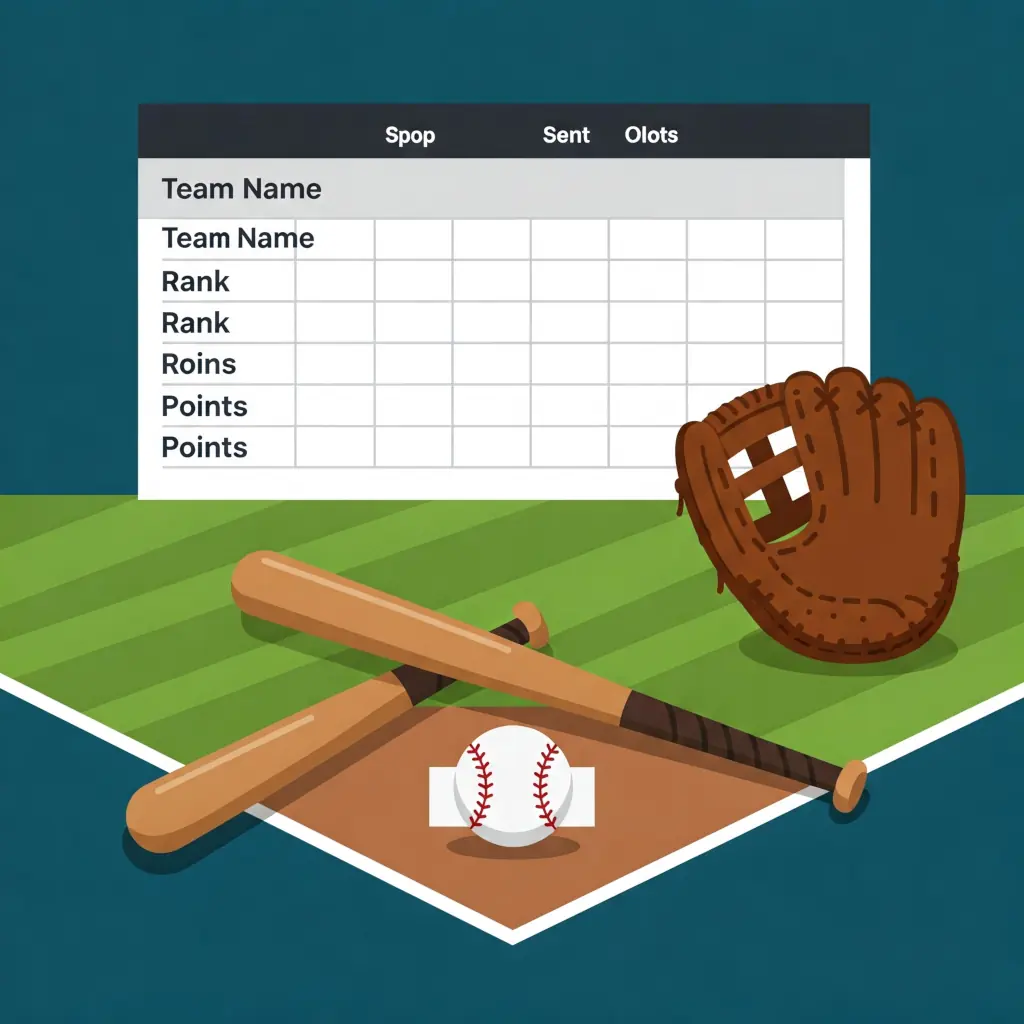 Spop Sent Olots
Team Name
Team Name
Rank
Rank
Roins
Points
Points